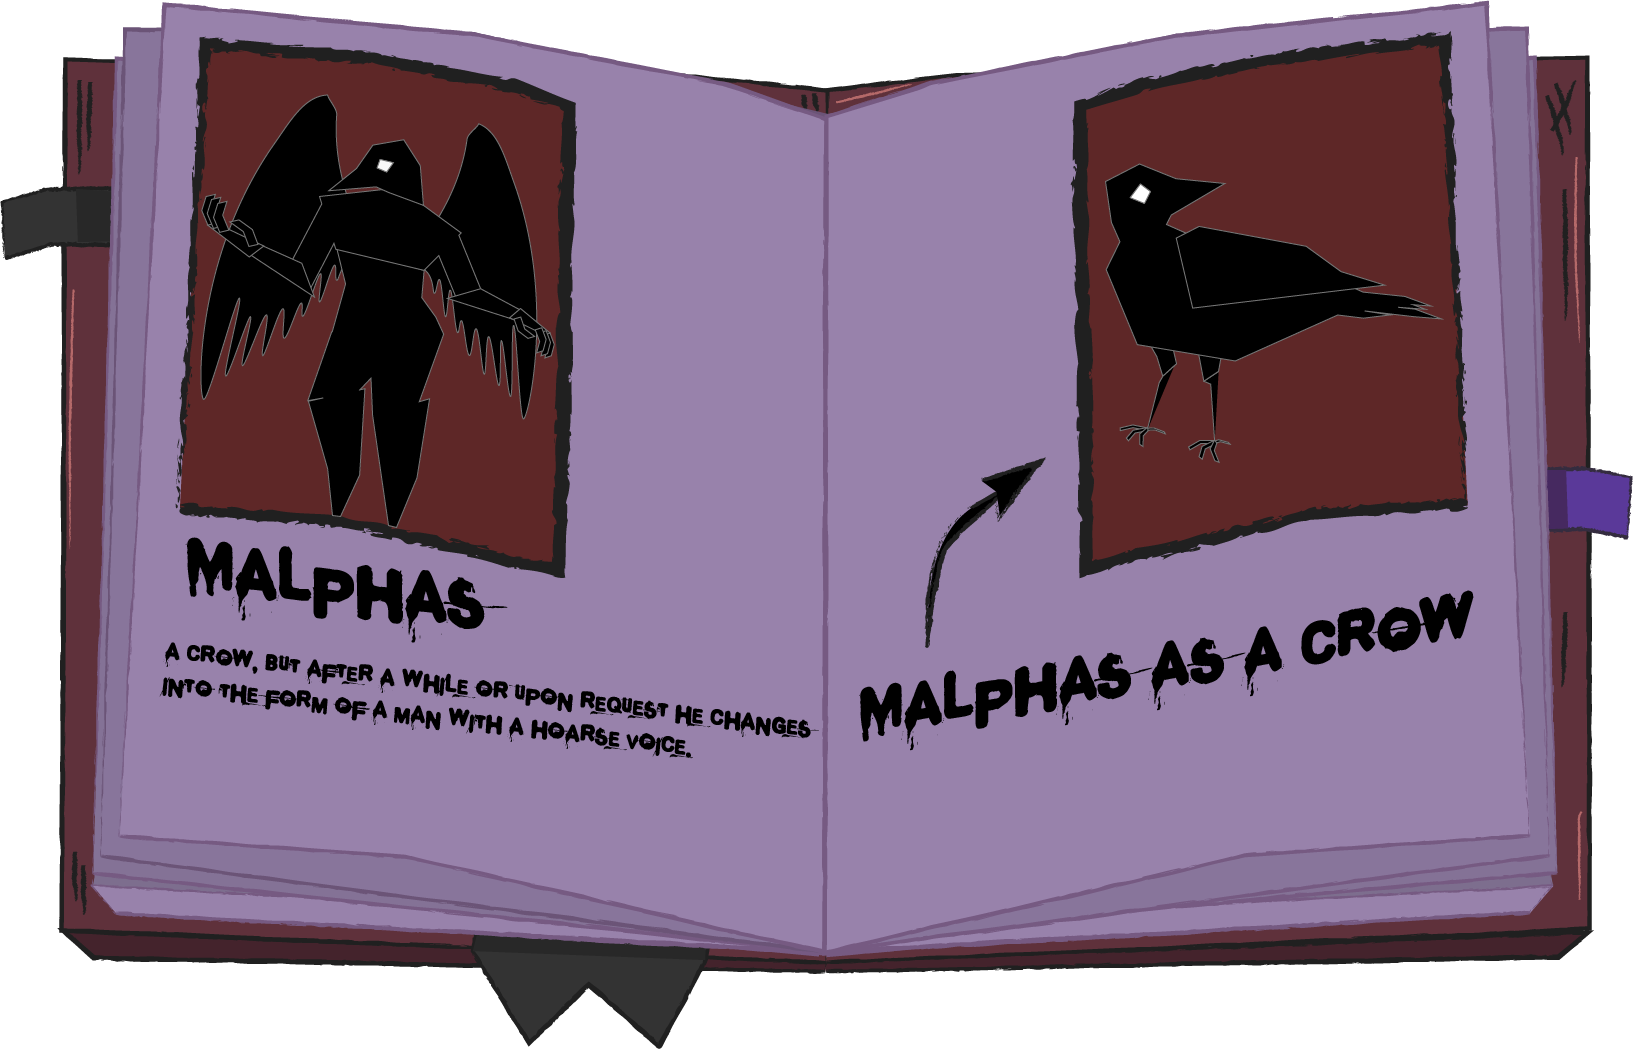 MALPHAS
A CROW, BUT AFTER A WHILE OR UPON REQUEST HE CHANGES
INTO THE FORM OF A MAN WITH A HOARSE VOICE.
MALPHAS AS A CROW